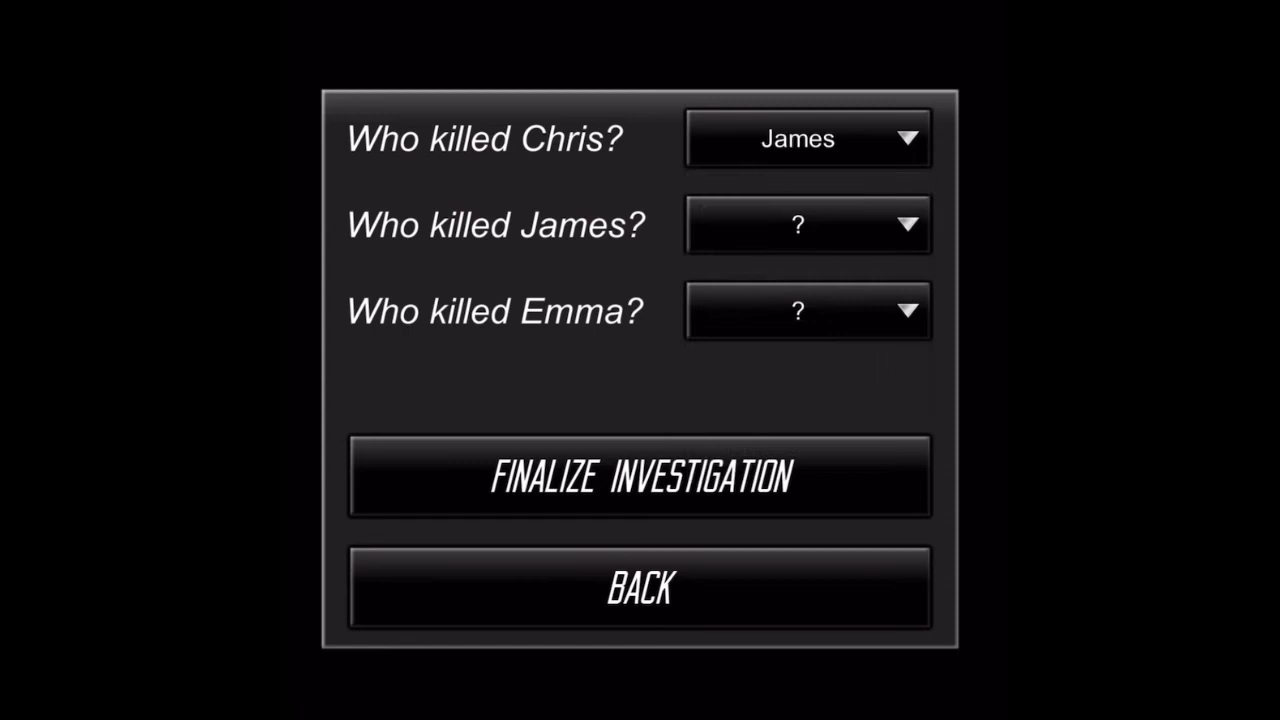 Who killed Chris? James
Who killed James? ?
Who killed Emma? ?
FINALIZE INVESTIGATION
BACK